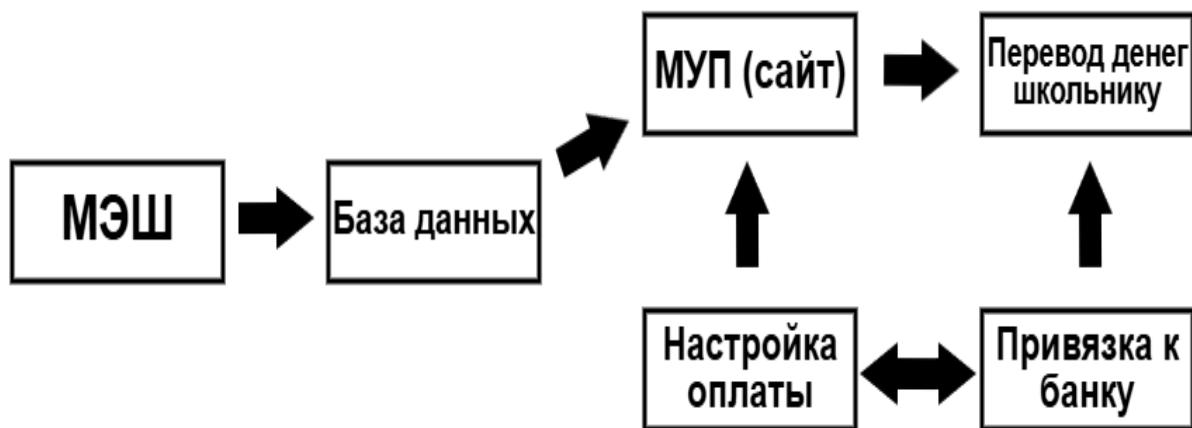 МЭШ
База данных
МУП (сайт)
Перевод денег
школьнику
Настройка
оплаты
Привязка к
банку